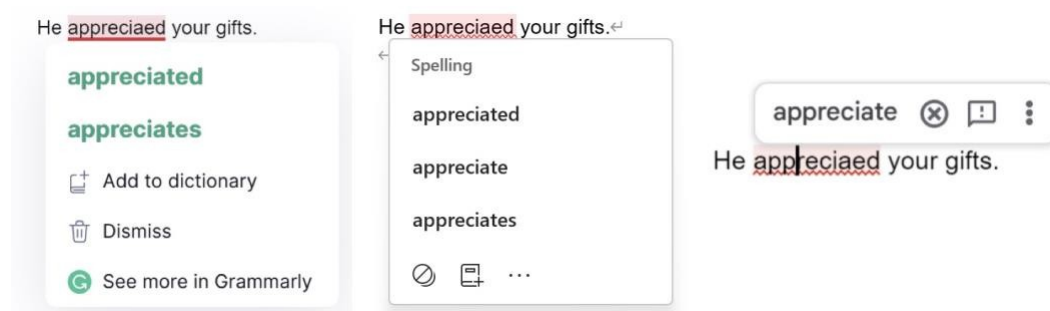 He appreciaed your gifts.
appreciated
appreciates
Add to dictionary
Dismiss
See more in Grammarly
He appreciaed your gifts.
Spelling
appreciated
appreciate
appreciates
appreciate
He appreciaed your gifts.